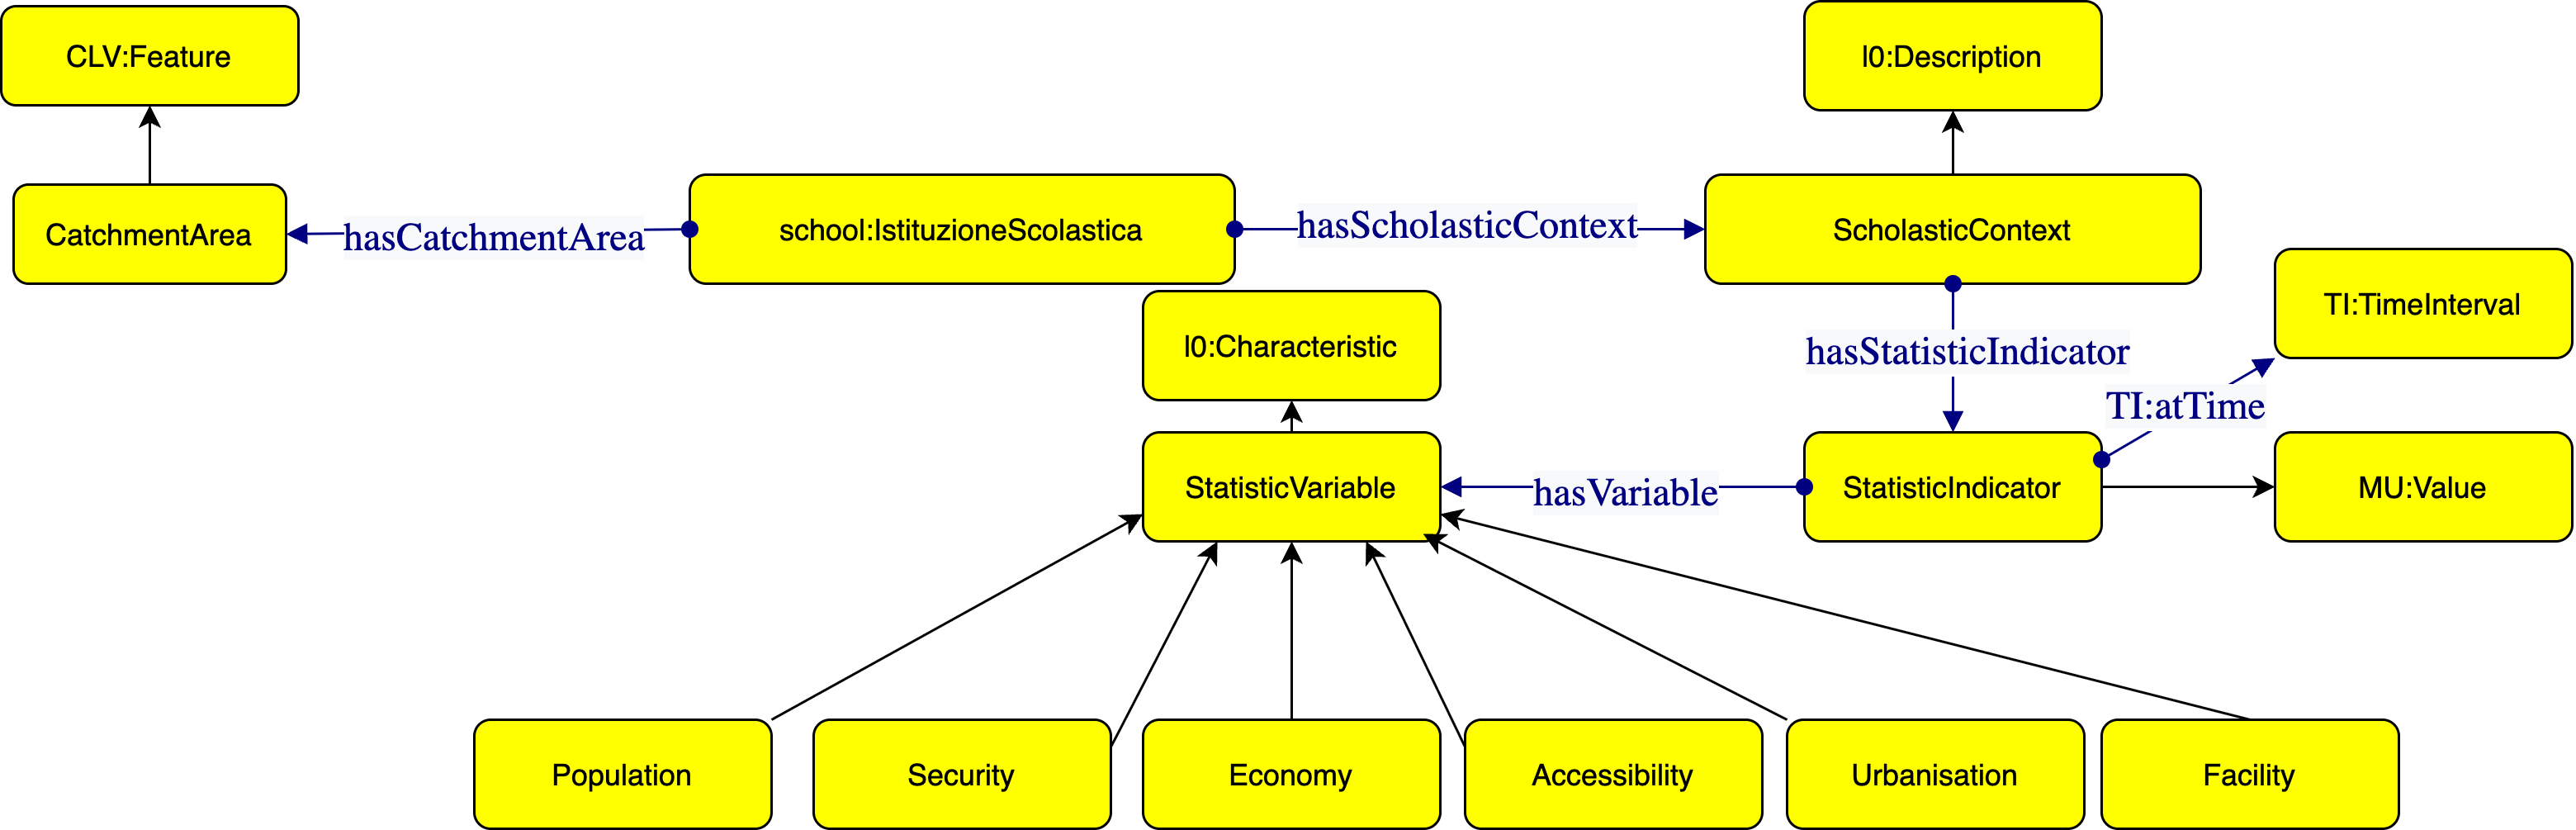 CLV:Feature
l0:Description
CatchmentArea
hasCatchmentArea
school:IstituzioneScolastica
hasScholasticContext
ScholasticContext
TI:TimeInterval
l0:Characteristic
hasStatisticIndicator
TI:atTime
StatisticVariable
hasVariable
StatisticIndicator
MU:Value
Population
Security
Economy
Accessibility
Urbanisation
Facility